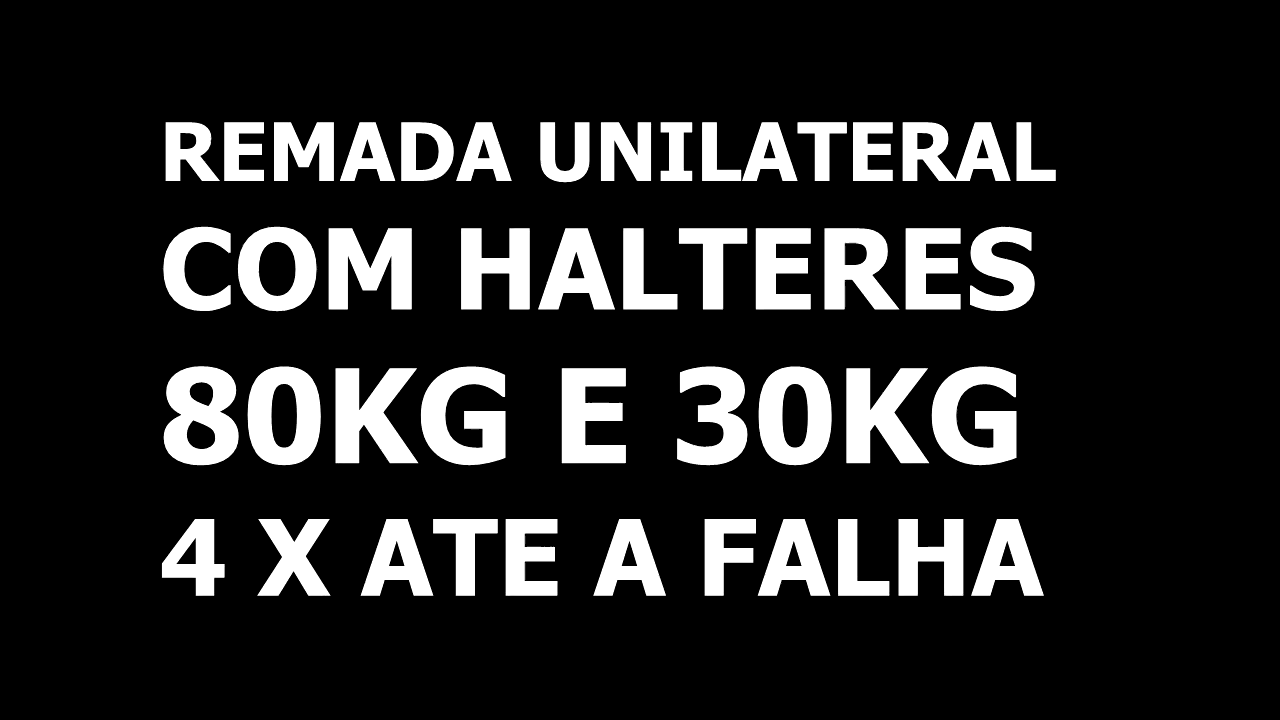 REMADA UNILATERAL
COM HALTERES
80KG E 30KG
4 X ATE A FALHA